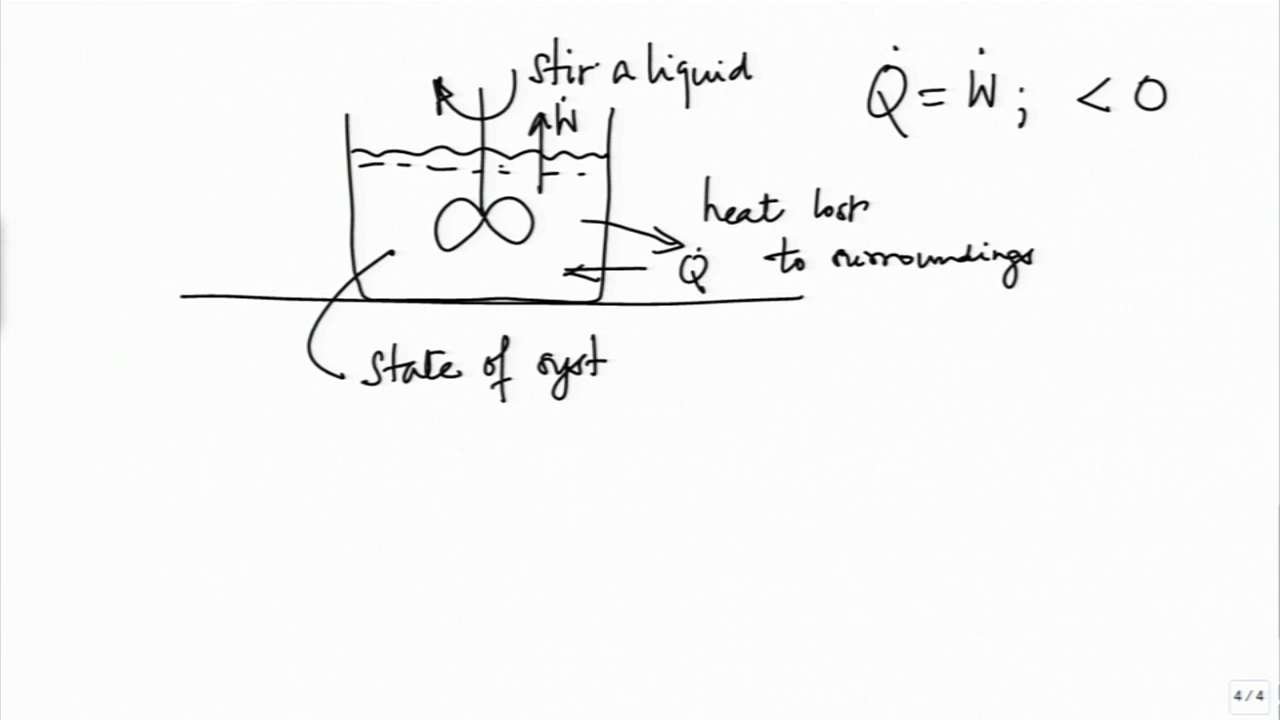 stir a liquid
Q̇ = Ẇ ; < 0
Ẇ
heat lost
Q̇ to surroundings
state of syst
4 / 4